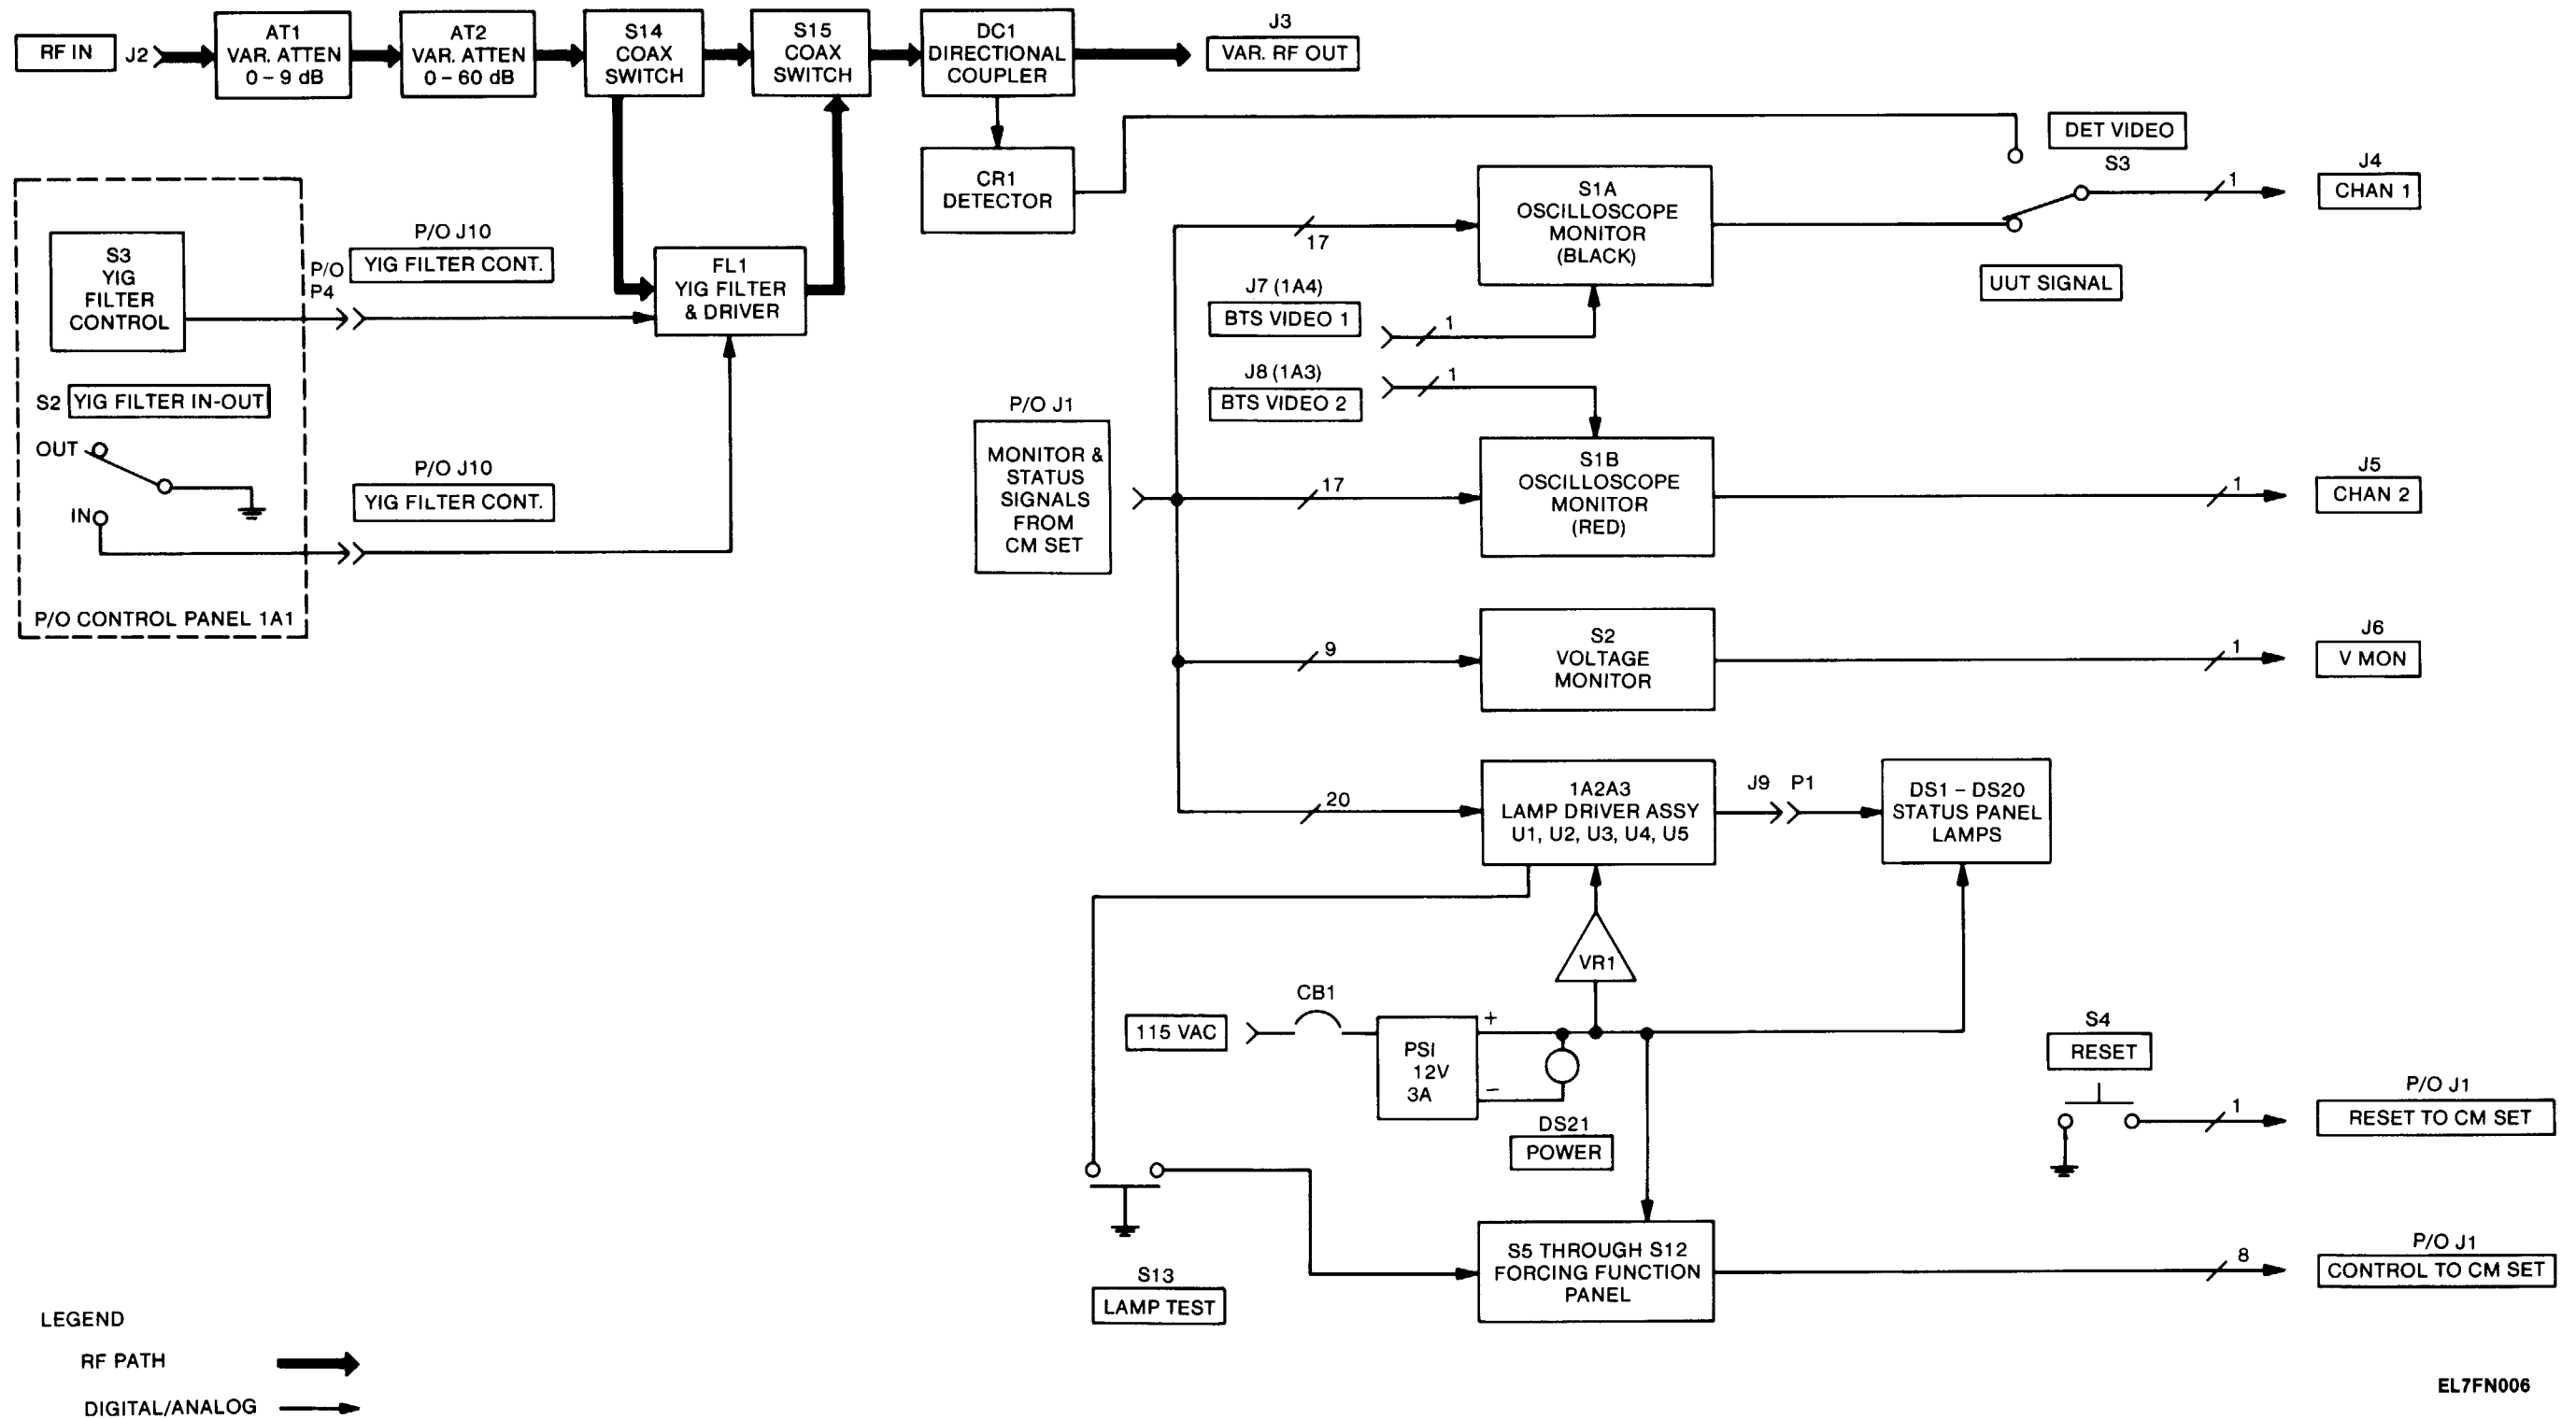 RF IN
J2
AT1
VAR. ATTEN
0 – 9 dB
AT2
VAR. ATTEN
0 – 60 dB
S14
COAX
SWITCH
S15
COAX
SWITCH
DC1
DIRECTIONAL
COUPLER
J3
VAR. RF OUT
CR1
DETECTOR
DET VIDEO
S3
J4
CHAN 1
1
UUT SIGNAL
S3
YIG
FILTER
CONTROL
P/O
P4
P/O J10
YIG FILTER CONT.
FL1
YIG FILTER
& DRIVER
S2
YIG FILTER IN-OUT
OUT
IN
P/O J10
YIG FILTER CONT.
P/O CONTROL PANEL 1A1
17
S1A
OSCILLOSCOPE
MONITOR
(BLACK)
J7 (1A4)
BTS VIDEO 1
1
J8 (1A3)
BTS VIDEO 2
1
P/O J1
MONITOR &
STATUS
SIGNALS
FROM
CM SET
17
S1B
OSCILLOSCOPE
MONITOR
(RED)
1
J5
CHAN 2
9
S2
VOLTAGE
MONITOR
1
J6
V MON
20
1A2A3
LAMP DRIVER ASSY
U1, U2, U3, U4, U5
J9
P1
DS1 – DS20
STATUS PANEL
LAMPS
VR1
115 VAC
CB1
PSI
12V
3A
+
–
DS21
POWER
S4
RESET
1
P/O J1
RESET TO CM SET
S13
LAMP TEST
S5 THROUGH S12
FORCING FUNCTION
PANEL
8
P/O J1
CONTROL TO CM SET
LEGEND
RF PATH
DIGITAL/ANALOG
EL7FN006